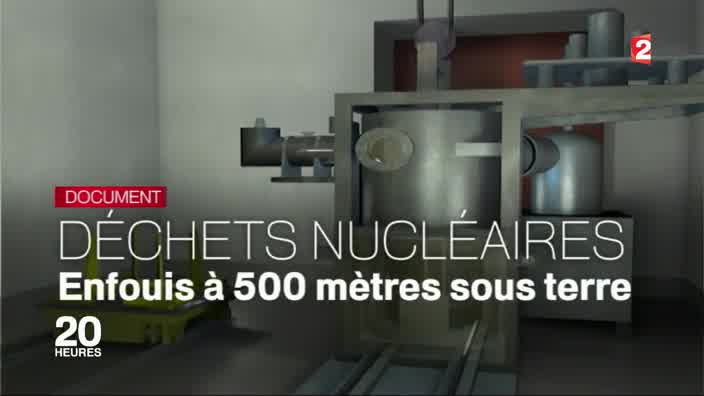 2
DOCUMENT
DÉCHETS NUCLÉAIRES
Enfouis à 500 mètres sous terre
20
HEURES